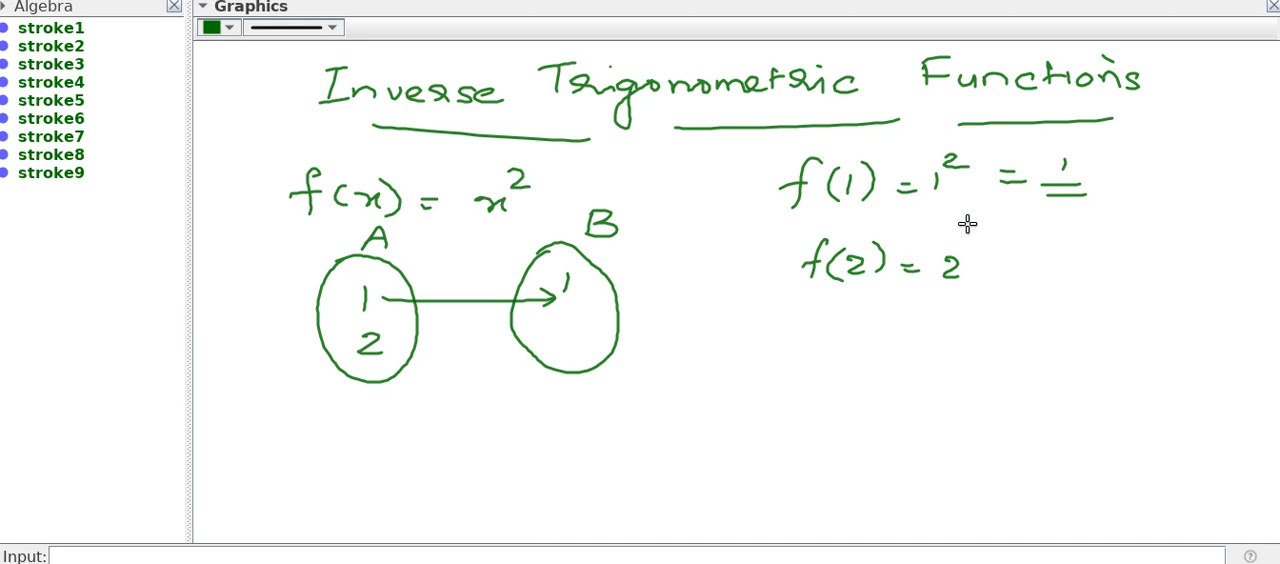 Algebra
Graphics
stroke1
stroke2
stroke3
stroke4
stroke5
stroke6
stroke7
stroke8
stroke9
Inverse Trigonometric Functions
f(x) = x²
f(1) = 1² = 1
A
B
f(2) = 2
1
1
2
Input: